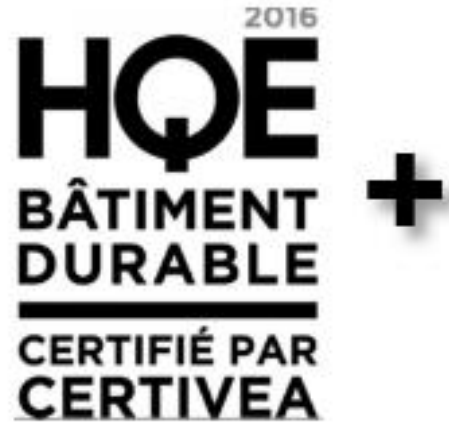 2016
HQE
BÂTIMENT
DURABLE
CERTIFIÉ PAR
CERTIVEA
+